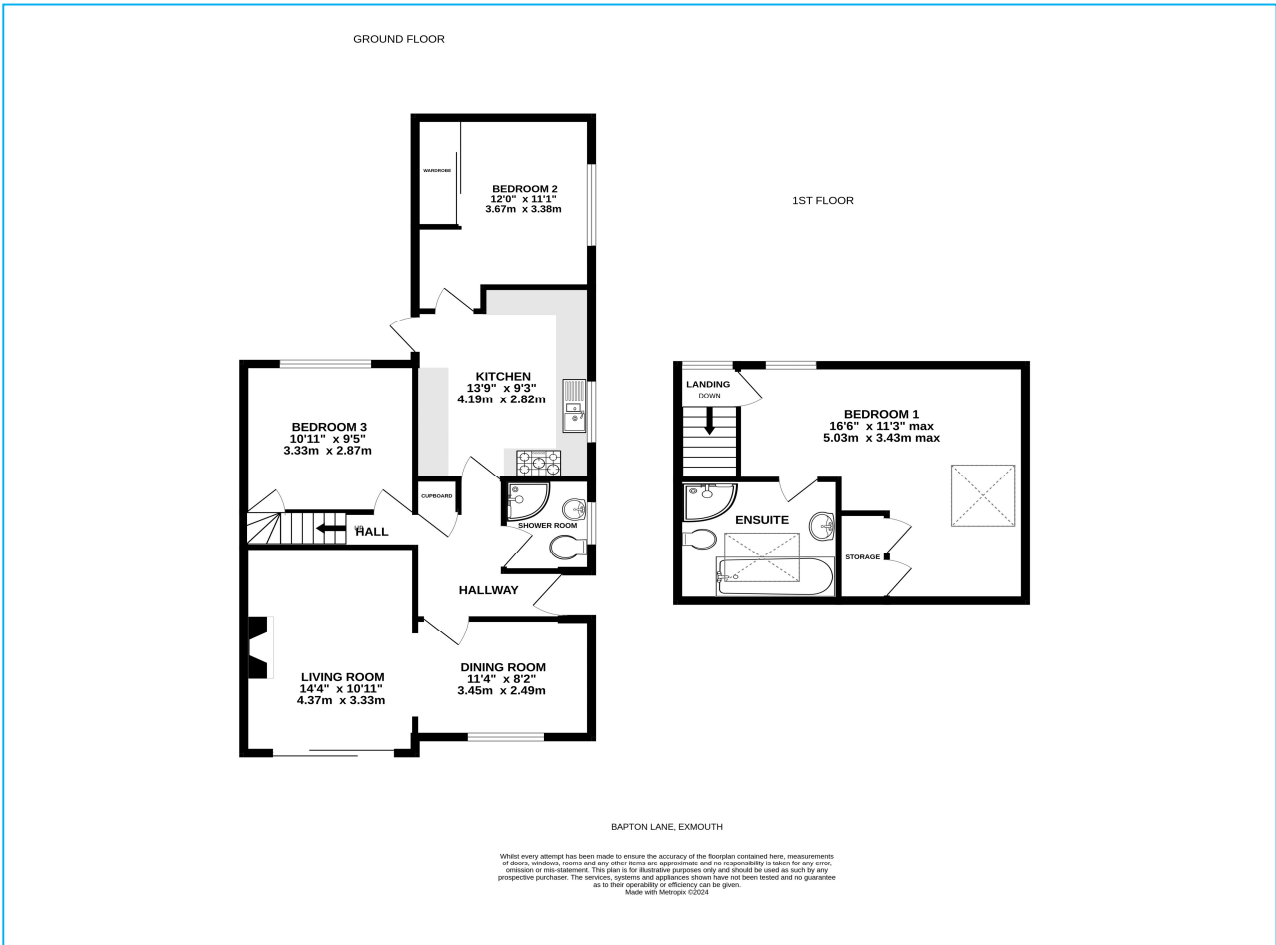 GROUND FLOOR
WARDROBE
BEDROOM 2
12'0" x 11'1"
3.67m x 3.38m
KITCHEN
13'9" x 9'3"
4.19m x 2.82m
BEDROOM 3
10'11" x 9'5"
3.33m x 2.87m
CUPBOARD
UP
HALL
SHOWER ROOM
HALLWAY
LIVING ROOM
14'4" x 10'11"
4.37m x 3.33m
DINING ROOM
11'4" x 8'2"
3.45m x 2.49m
1ST FLOOR
LANDING
DOWN
BEDROOM 1
16'6" x 11'3" max
5.03m x 3.43m max
ENSUITE
STORAGE
BAPTON LANE, EXMOUTH
Whilst every attempt has been made to ensure the accuracy of the floorplan contained here, measurements
of doors, windows, rooms and any other items are approximate and no responsibility is taken for any error,
omission or mis-statement. This plan is for illustrative purposes only and should be used as such by any
prospective purchaser. The services, systems and appliances shown have not been tested and no guarantee
as to their operability or efficiency can be given.
Made with Metropix ©2024